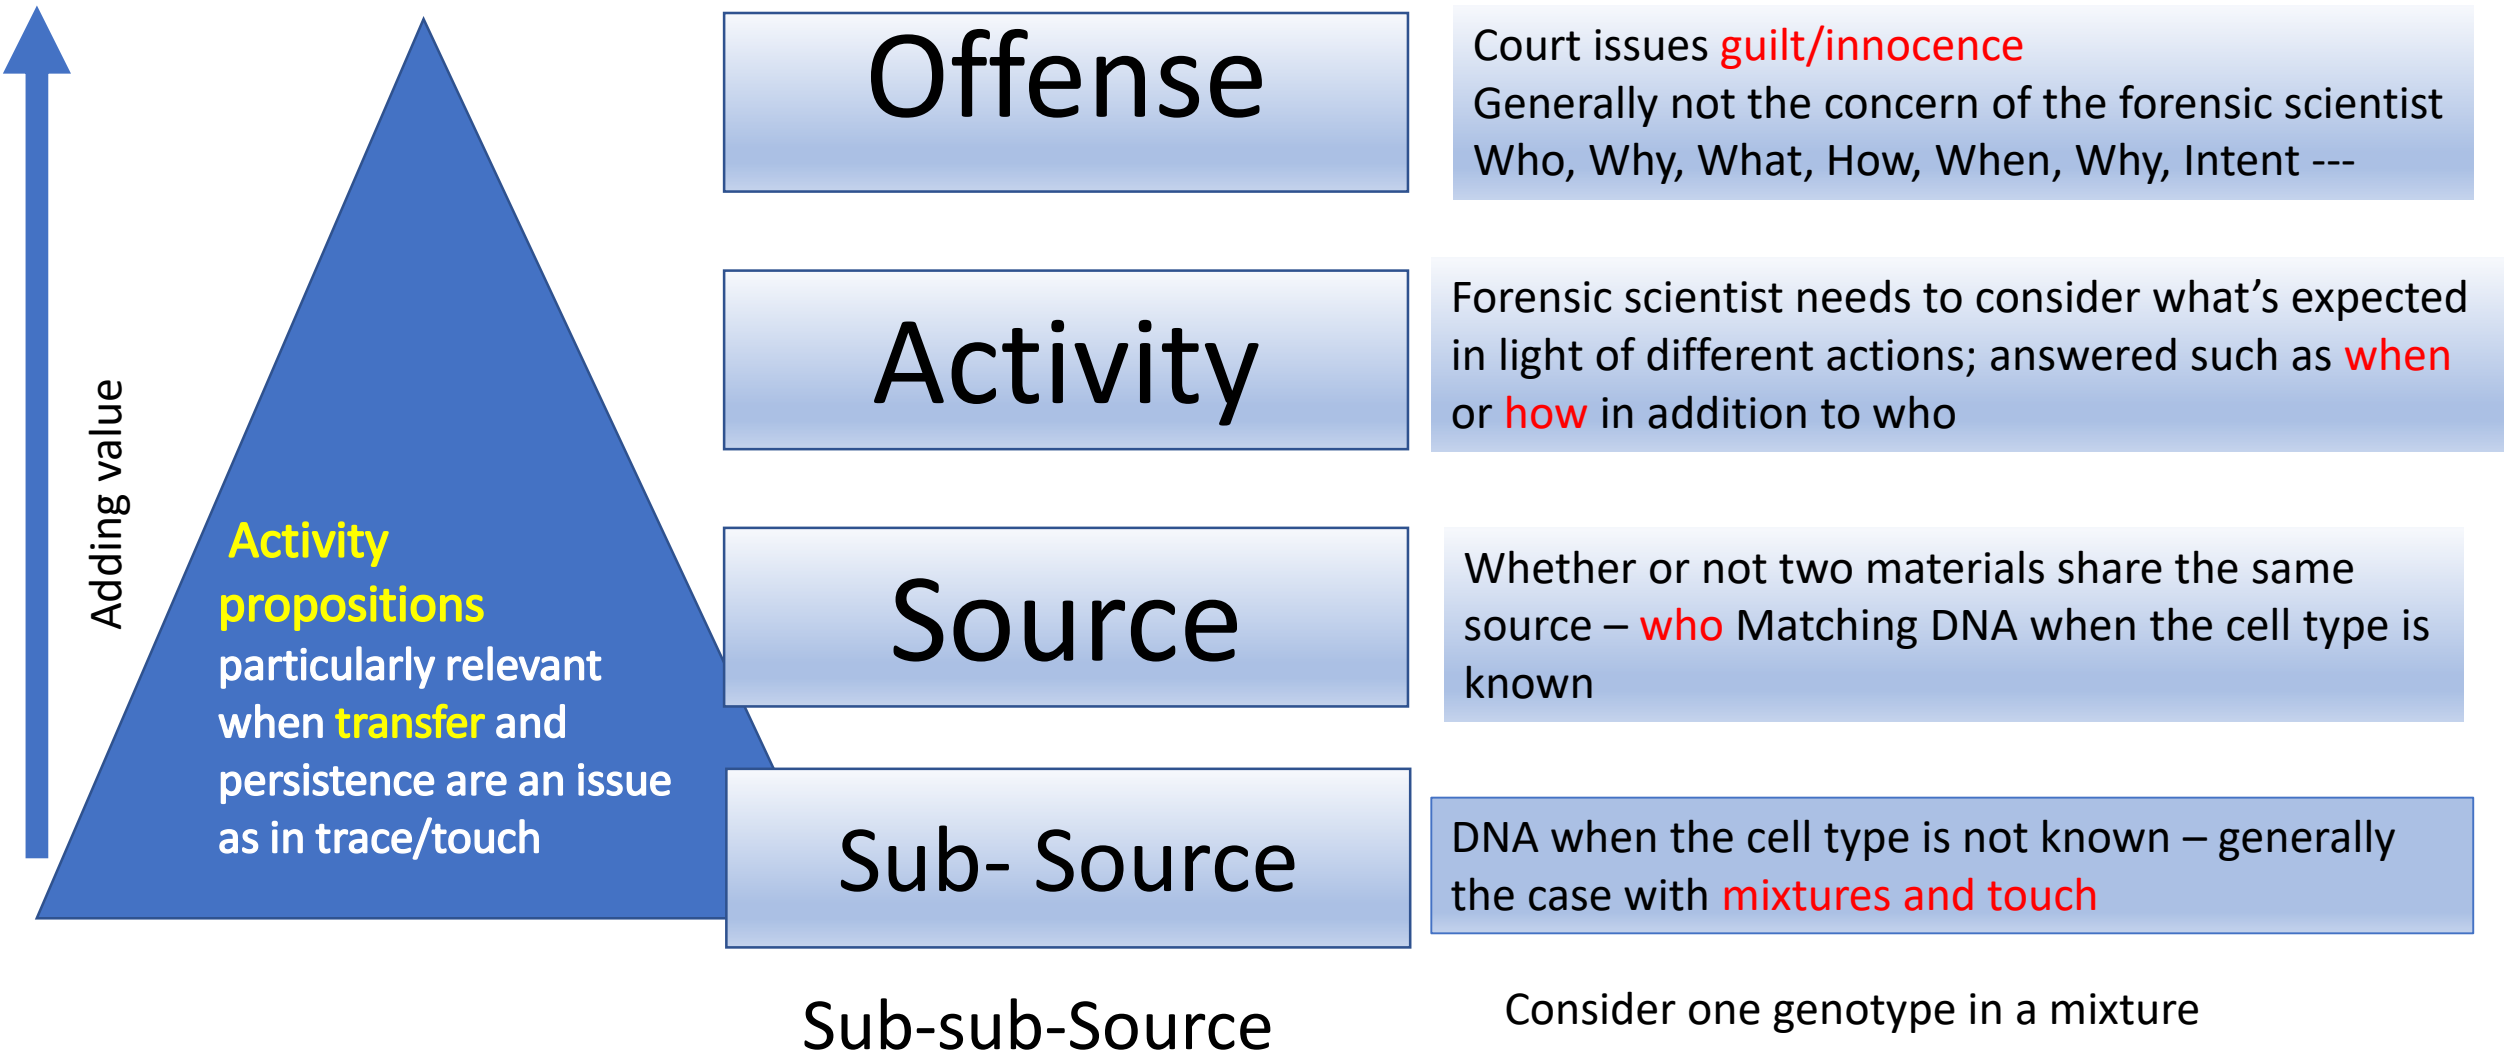 Offense
Court issues guilt/innocence
Generally not the concern of the forensic scientist
Who, Why, What, How, When, Why, Intent ---
Activity
Forensic scientist needs to consider what’s expected
in light of different actions; answered such as when
or how in addition to who
Adding value
Activity
propositions
particularly relevant
when transfer and
persistence are an issue
as in trace/touch
Source
Whether or not two materials share the same
source – who Matching DNA when the cell type is
known
Sub- Source
DNA when the cell type is not known – generally
the case with mixtures and touch
Sub-sub-Source
Consider one genotype in a mixture